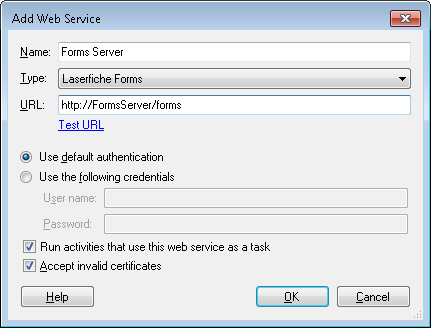 Add Web Service
Name: Forms Server
Type: Laserfiche Forms
URL: http://FormsServer/forms
Test URL
Use default authentication
Use the following credentials
User name:
Password:
Run activities that use this web service as a task
Accept invalid certificates
Help OK Cancel